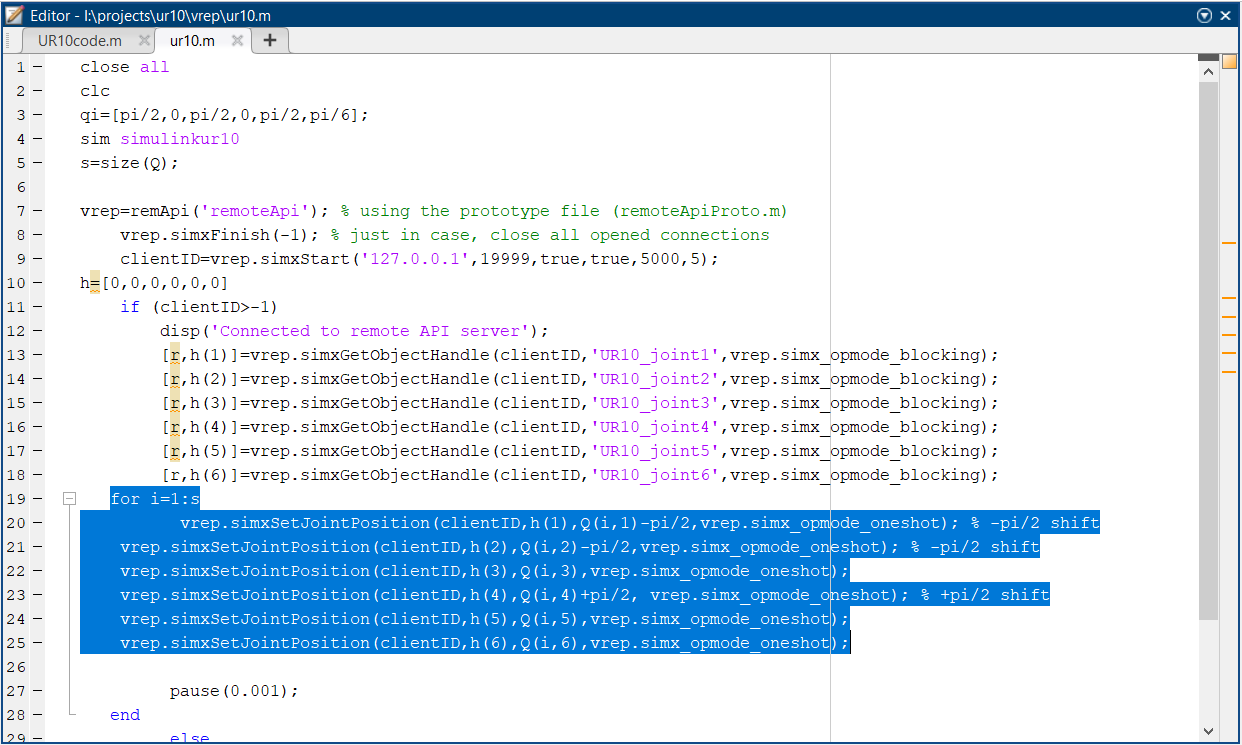 Editor - I:\projects\ur10\vrep\ur10.m
UR10code.m ur10.m
1 close all
2 clc
3 qi=[pi/2,0,pi/2,0,pi/2,pi/6];
4 sim simulinkur10
5 s=size(Q);
6
7 vrep=remApi('remoteApi'); % using the prototype file (remoteApiProto.m)
8 vrep.simxFinish(-1); % just in case, close all opened connections
9 clientID=vrep.simxStart('127.0.0.1',19999,true,true,5000,5);
10 h=[0,0,0,0,0,0]
11 if (clientID>-1)
12 disp('Connected to remote API server');
13 [r,h(1)]=vrep.simxGetObjectHandle(clientID,'UR10_joint1',vrep.simx_opmode_blocking);
14 [r,h(2)]=vrep.simxGetObjectHandle(clientID,'UR10_joint2',vrep.simx_opmode_blocking);
15 [r,h(3)]=vrep.simxGetObjectHandle(clientID,'UR10_joint3',vrep.simx_opmode_blocking);
16 [r,h(4)]=vrep.simxGetObjectHandle(clientID,'UR10_joint4',vrep.simx_opmode_blocking);
17 [r,h(5)]=vrep.simxGetObjectHandle(clientID,'UR10_joint5',vrep.simx_opmode_blocking);
18 [r,h(6)]=vrep.simxGetObjectHandle(clientID,'UR10_joint6',vrep.simx_opmode_blocking);
19 for i=1:s
20 vrep.simxSetJointPosition(clientID,h(1),Q(i,1)-pi/2,vrep.simx_opmode_oneshot); % -pi/2 shift
21 vrep.simxSetJointPosition(clientID,h(2),Q(i,2)-pi/2,vrep.simx_opmode_oneshot); % -pi/2 shift
22 vrep.simxSetJointPosition(clientID,h(3),Q(i,3),vrep.simx_opmode_oneshot);
23 vrep.simxSetJointPosition(clientID,h(4),Q(i,4)+pi/2, vrep.simx_opmode_oneshot); % +pi/2 shift
24 vrep.simxSetJointPosition(clientID,h(5),Q(i,5),vrep.simx_opmode_oneshot);
25 vrep.simxSetJointPosition(clientID,h(6),Q(i,6),vrep.simx_opmode_oneshot);
26
27 pause(0.001);
28 end
29 else